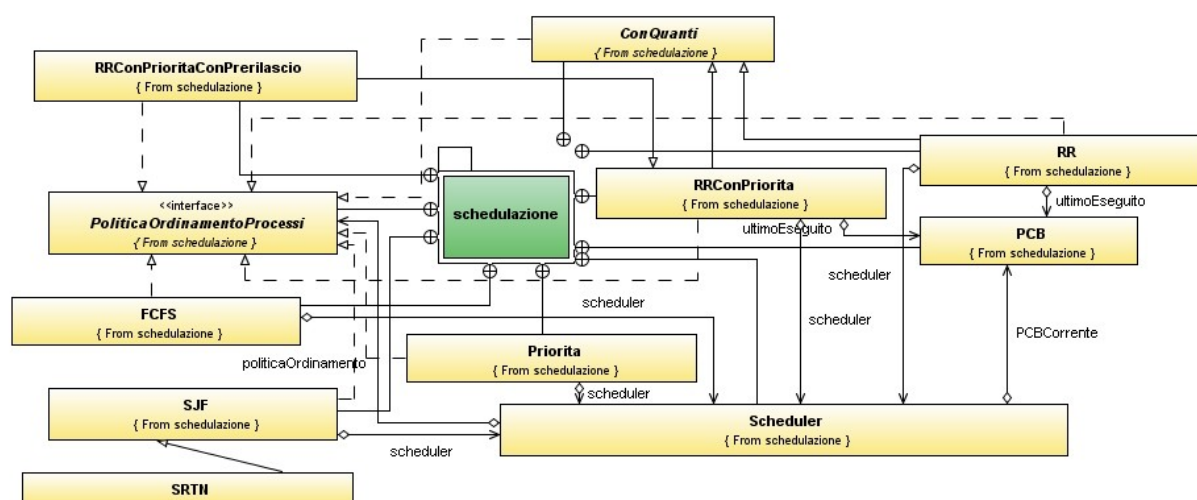 ConQuanti
{ From schedulazione }
RRConPrioritaConPrerilascio
{ From schedulazione }
RR
{ From schedulazione }
<<interface>>
PoliticaOrdinamentoProcessi
{ From schedulazione }
schedulazione
RRConPriorita
{ From schedulazione }
ultimoEseguito
ultimoEseguito
PCB
{ From schedulazione }
scheduler
scheduler
scheduler
PCBCorrente
FCFS
{ From schedulazione }
politicaOrdinamento
Priorita
{ From schedulazione }
scheduler
SJF
{ From schedulazione }
scheduler
Scheduler
{ From schedulazione }
SRTN